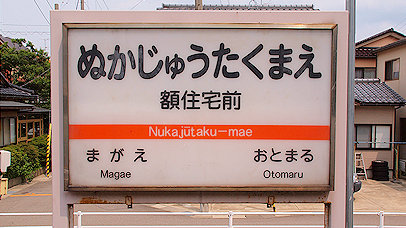 ぬかじゅうたくまえ
額住宅前
Nukajūtaku－mae
まがえ おとまる
Magae Otomaru